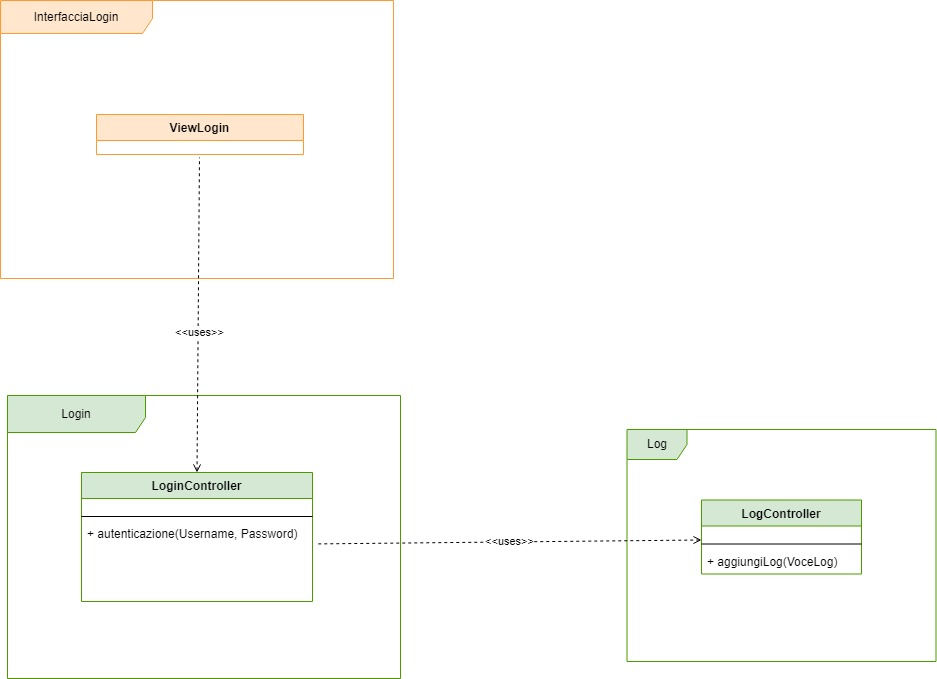 InterfacciaLogin
ViewLogin
<<uses>>
Login
LoginController
+ autenticazione(Username, Password)
<<uses>>
Log
LogController
+ aggiungiLog(VoceLog)